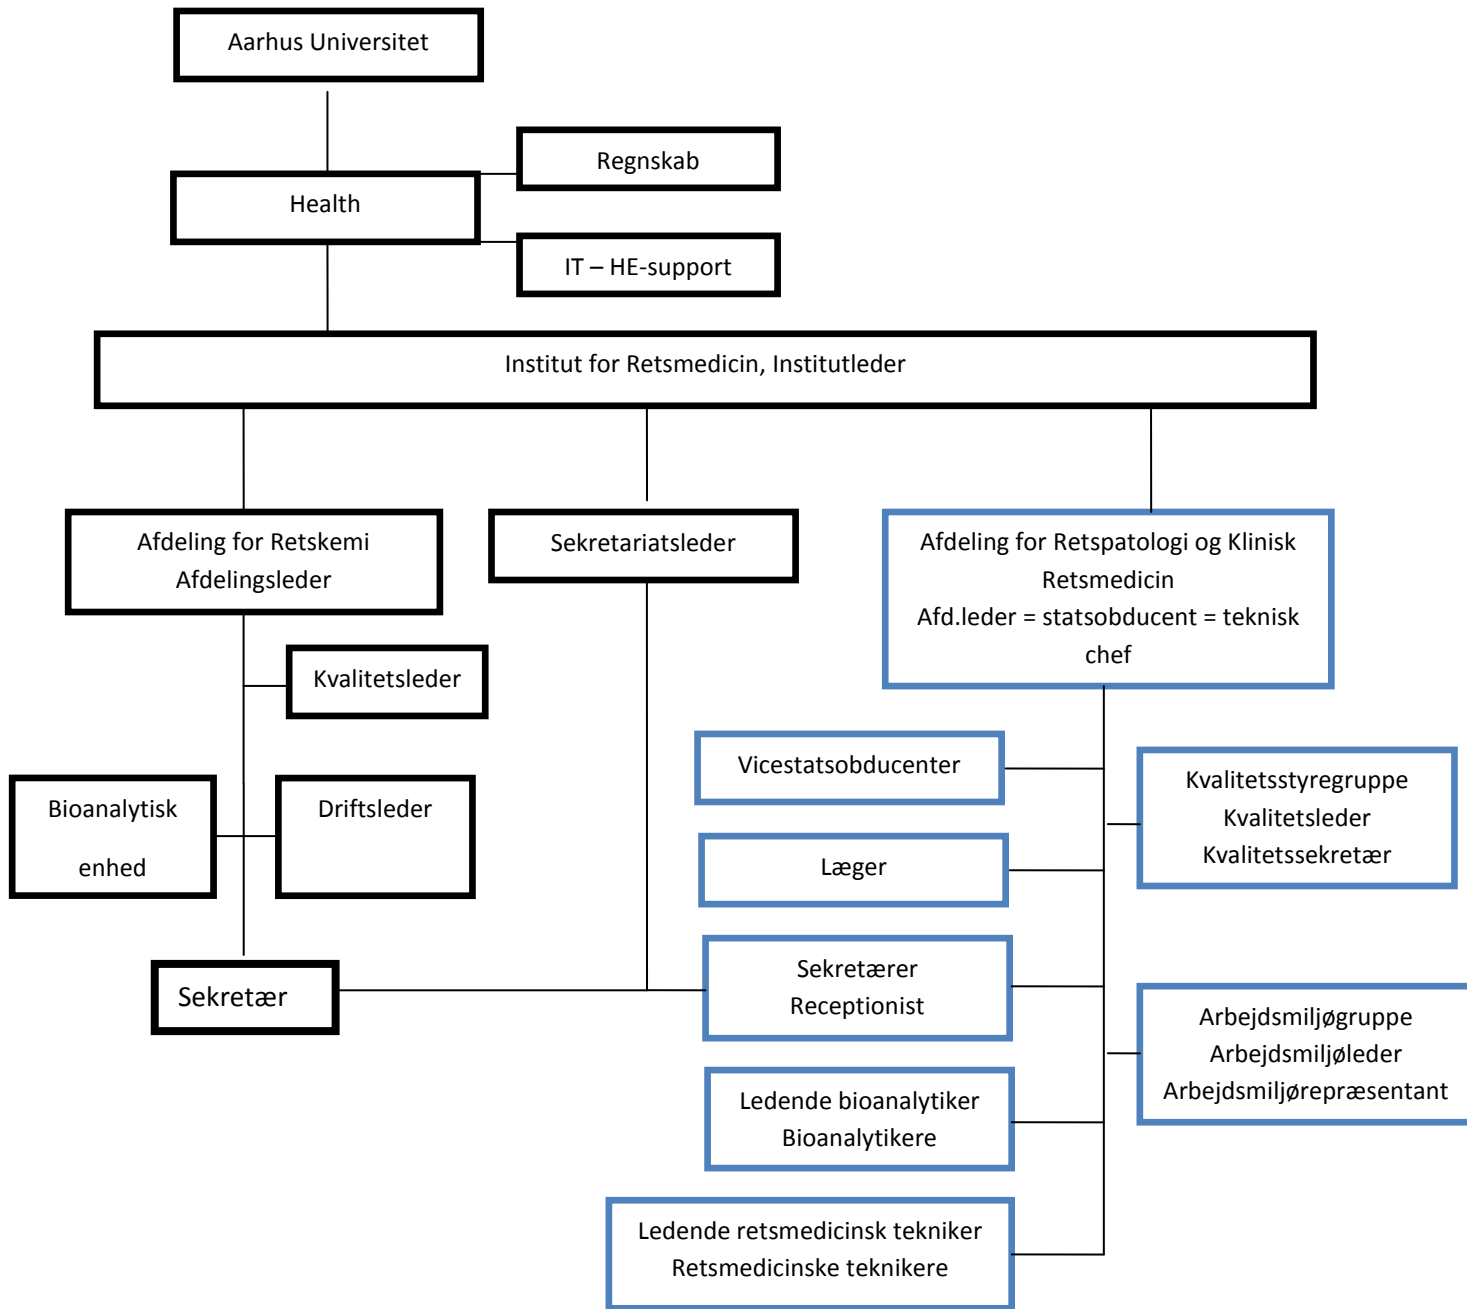 Aarhus Universitet
Regnskab
Health
IT – HE-support
Institut for Retsmedicin, Institutleder
Afdeling for Retskemi
Afdelingsleder
Sekretariatsleder
Afdeling for Retspatologi og Klinisk
Retsmedicin
Afd.leder = statsobducent = teknisk
chef
Kvalitetsleder
Bioanalytisk
enhed
Driftsleder
Vicestatsobducenter
Kvalitetsstyregruppe
Kvalitetsleder
Kvalitetssekretær
Læger
Sekretær
Sekretærer
Receptionist
Arbejdsmiljøgruppe
Arbejdsmiljøleder
Arbejdsmiljørepræsentant
Ledende bioanalytiker
Bioanalytikere
Ledende retsmedicinsk tekniker
Retsmedicinske teknikere